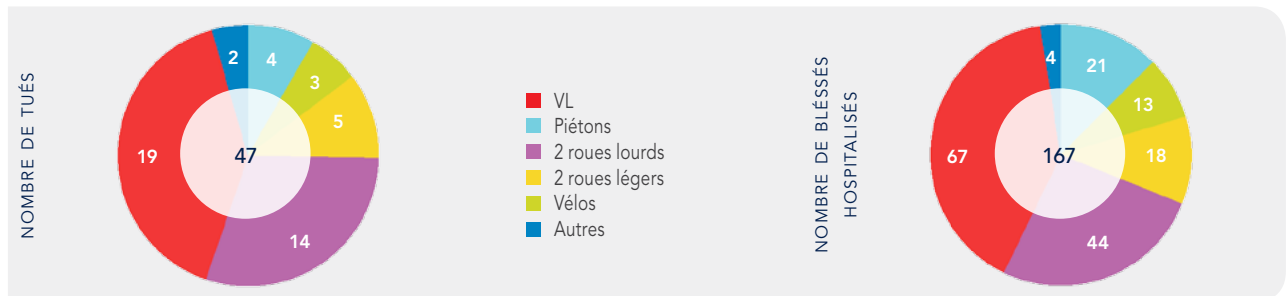 NOMBRE DE TUÉS
2
4
3
5
14
19
47
VL
Piétons
2 roues lourds
2 roues légers
Vélos
Autres
NOMBRE DE BLÉSSÉS
HOSPITALISÉS
4
21
13
18
44
67
167